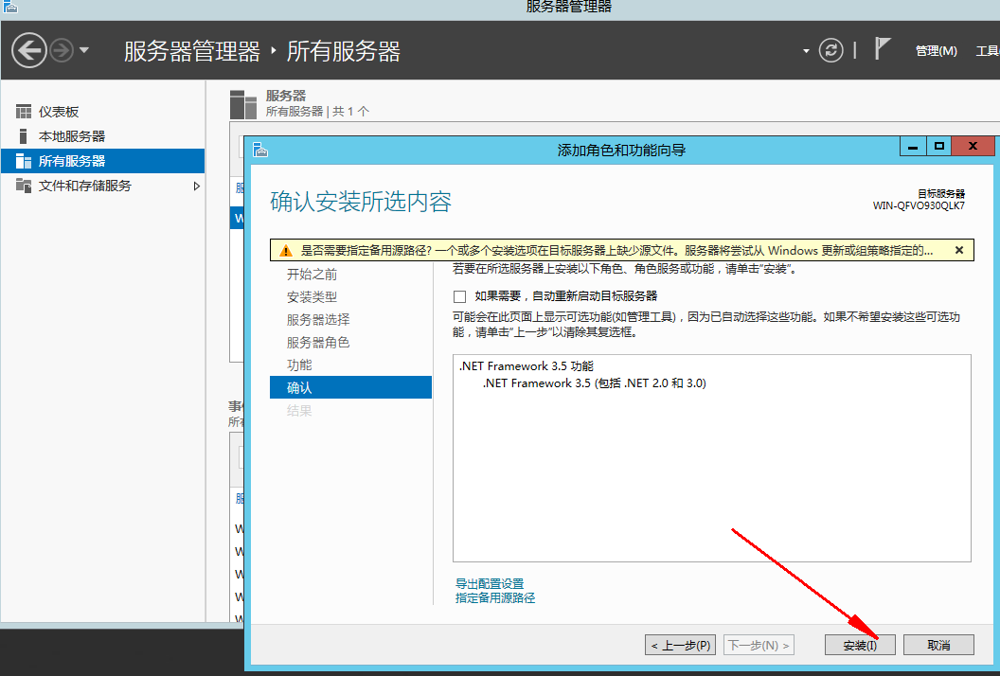 服务器管理器
服务器管理器 ‣ 所有服务器
管理(M)
工具
仪表板
本地服务器
所有服务器
文件和存储服务
服务器
所有服务器 | 共 1 个
添加角色和功能向导
确认安装所选内容
目标服务器
WIN-QFVO930QLK7
是否需要指定备用源路径? 一个或多个安装选项在目标服务器上缺少源文件。服务器将尝试从 Windows 更新或组策略指定的...
开始之前
安装类型
服务器选择
服务器角色
功能
确认
结果
若要在所选服务器上安装以下角色、角色服务或功能，请单击"安装"。
如果需要，自动重新启动目标服务器
可能会在此页面上显示可选功能(如管理工具)，因为已自动选择这些功能。如果不希望安装这些可选功
能，请单击"上一步"以清除其复选框。
.NET Framework 3.5 功能
.NET Framework 3.5 (包括 .NET 2.0 和 3.0)
导出配置设置
指定备用源路径
< 上一步(P)
下一步(N) >
安装(I)
取消
服
W
事
所有
服
W
W
W
W
W